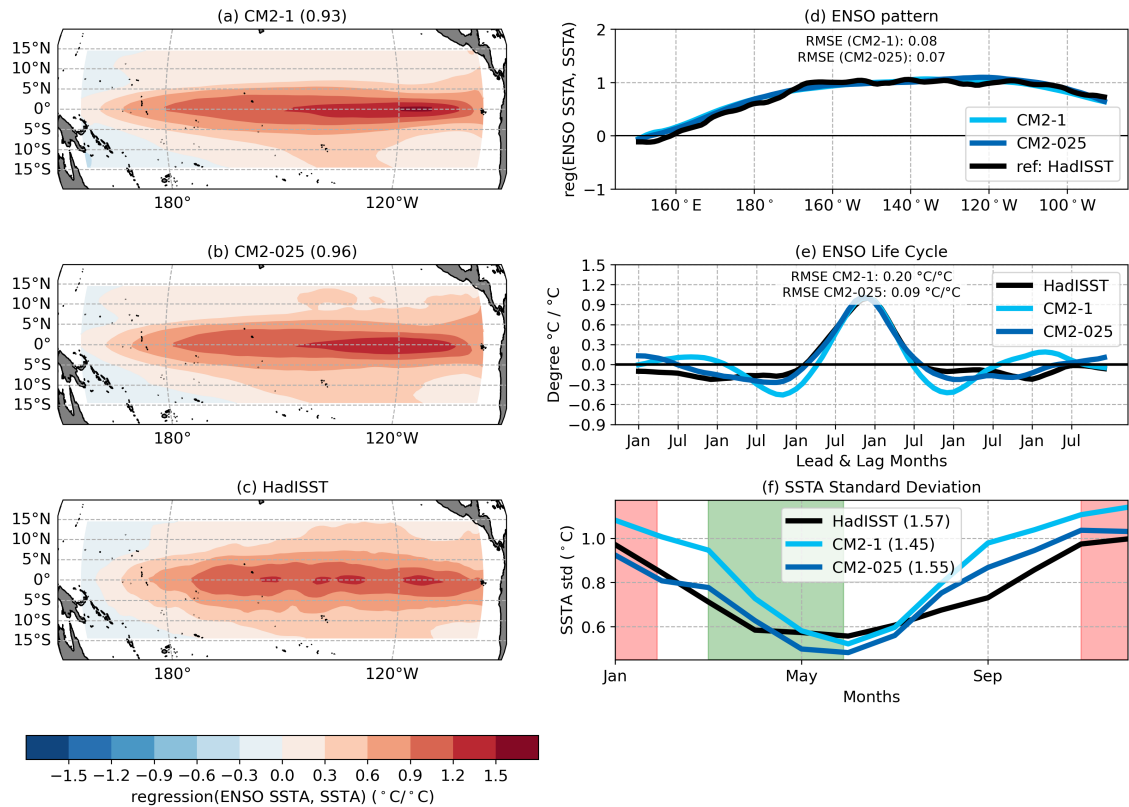 (a) CM2-1 (0.93)
15°N
10°N
5°N
0°
5°S
10°S
15°S
180°
120°W
(b) CM2-025 (0.96)
15°N
10°N
5°N
0°
5°S
10°S
15°S
180°
120°W
(c) HadISST
15°N
10°N
5°N
0°
5°S
10°S
15°S
180°
120°W
−1.5 −1.2 −0.9 −0.6 −0.3 0.0 0.3 0.6 0.9 1.2 1.5
regression(ENSO SSTA, SSTA) (°C/°C)
(d) ENSO pattern
RMSE (CM2-1): 0.08
RMSE (CM2-025): 0.07
reg(ENSO SSTA, SSTA)
2
1
0
−1
CM2-1
CM2-025
ref: HadISST
160°E 180° 160°W 140°W 120°W 100°W
(e) ENSO Life Cycle
RMSE CM2-1: 0.20 °C/°C
RMSE CM2-025: 0.09 °C/°C
Degree °C / °C
1.5
1.2
0.9
0.6
0.3
0.0
−0.3
−0.6
−0.9
HadISST
CM2-1
CM2-025
Jan Jul Jan Jul Jan Jul Jan Jul Jan Jul Jan Jul
Lead & Lag Months
(f) SSTA Standard Deviation
SSTA std (°C)
1.0
0.8
0.6
HadISST (1.57)
CM2-1 (1.45)
CM2-025 (1.55)
Jan May Sep
Months